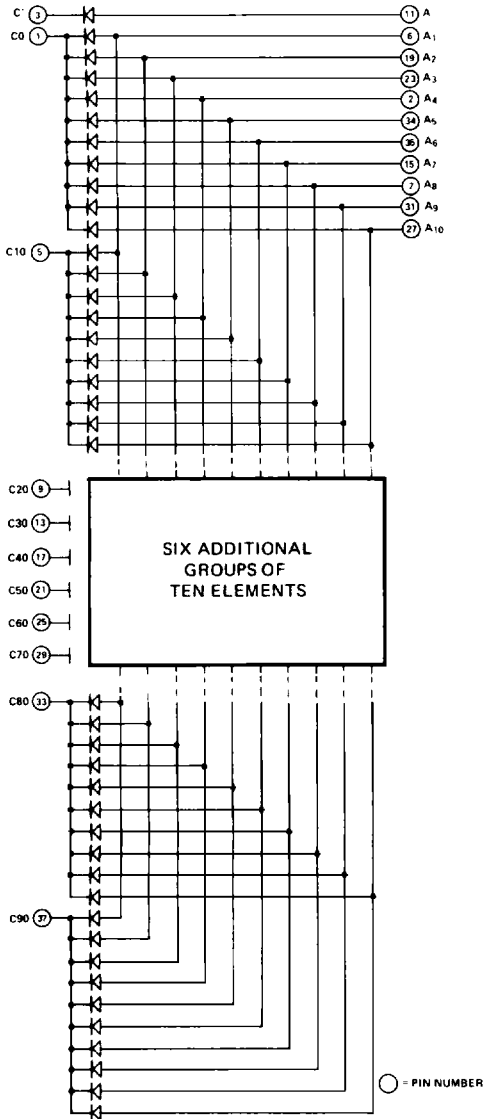 C' 3 11 A
C0 1 6 A1
19 A2
23 A3
2 A4
34 A5
36 A6
15 A7
7 A8
31 A9
27 A10
C10 5
C20 9
C30 13
C40 17
C50 21
C60 25
C70 29
SIX ADDITIONAL
GROUPS OF
TEN ELEMENTS
C80 33
C90 37
= PIN NUMBER